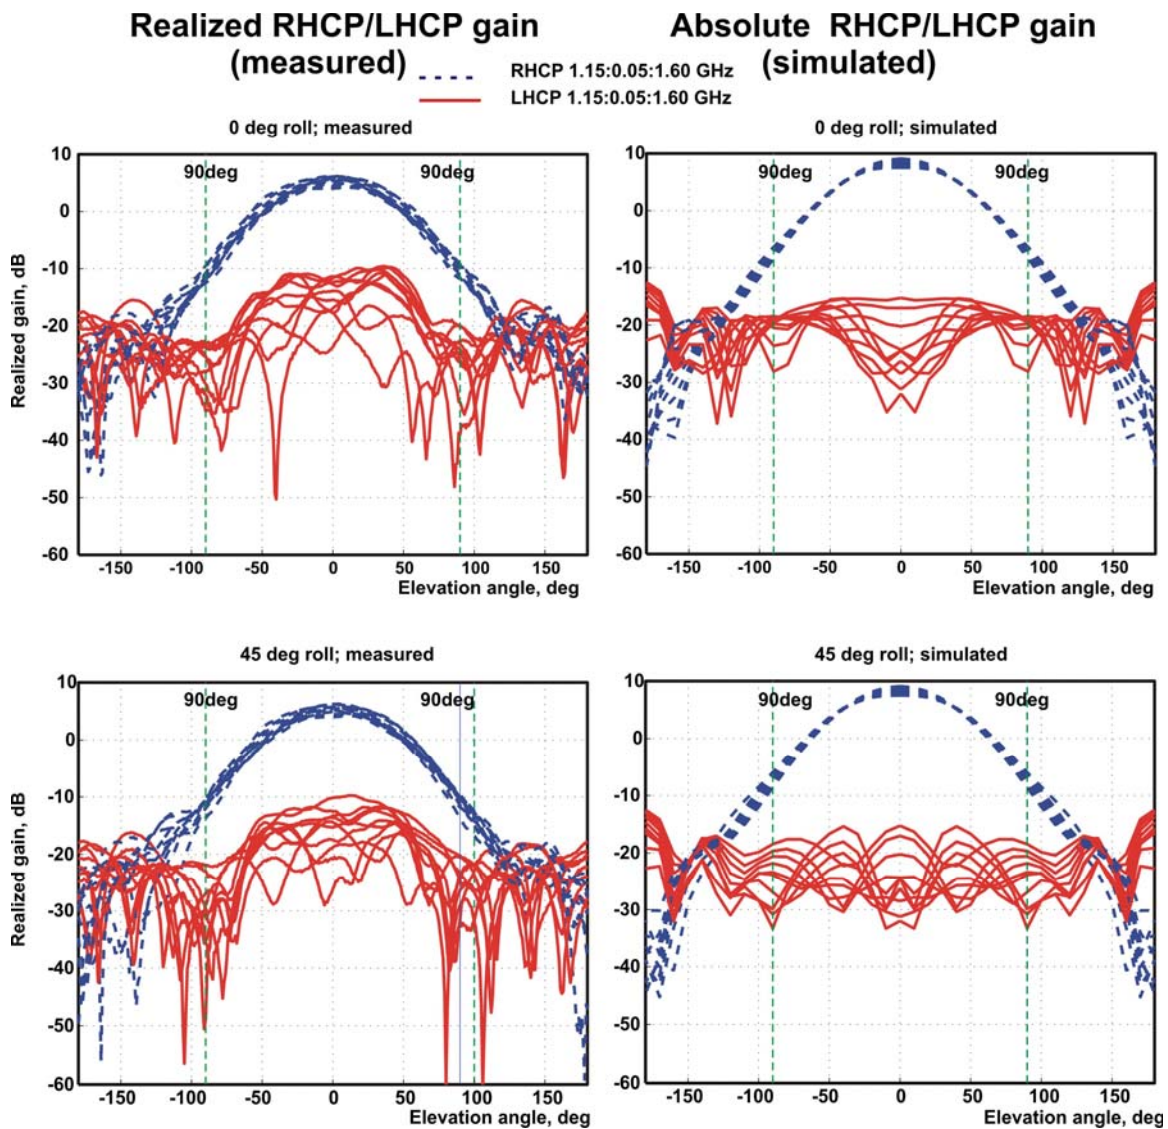 Realized RHCP/LHCP gain
(measured)
Absolute RHCP/LHCP gain
(simulated)
RHCP 1.15:0.05:1.60 GHz
LHCP 1.15:0.05:1.60 GHz
0 deg roll; measured
10
0
-10
-20
-30
-40
-50
-60
90deg
90deg
-150
-100
-50
0
50
100
150
Realized gain, dB
Elevation angle, deg
0 deg roll; simulated
10
0
-10
-20
-30
-40
-50
-60
90deg
90deg
-150
-100
-50
0
50
100
150
Elevation angle, deg
45 deg roll; measured
10
0
-10
-20
-30
-40
-50
-60
90deg
90deg
-150
-100
-50
0
50
100
150
Realized gain, dB
Elevation angle, deg
45 deg roll; simulated
10
0
-10
-20
-30
-40
-50
-60
90deg
90deg
-150
-100
-50
0
50
100
150
Elevation angle, deg